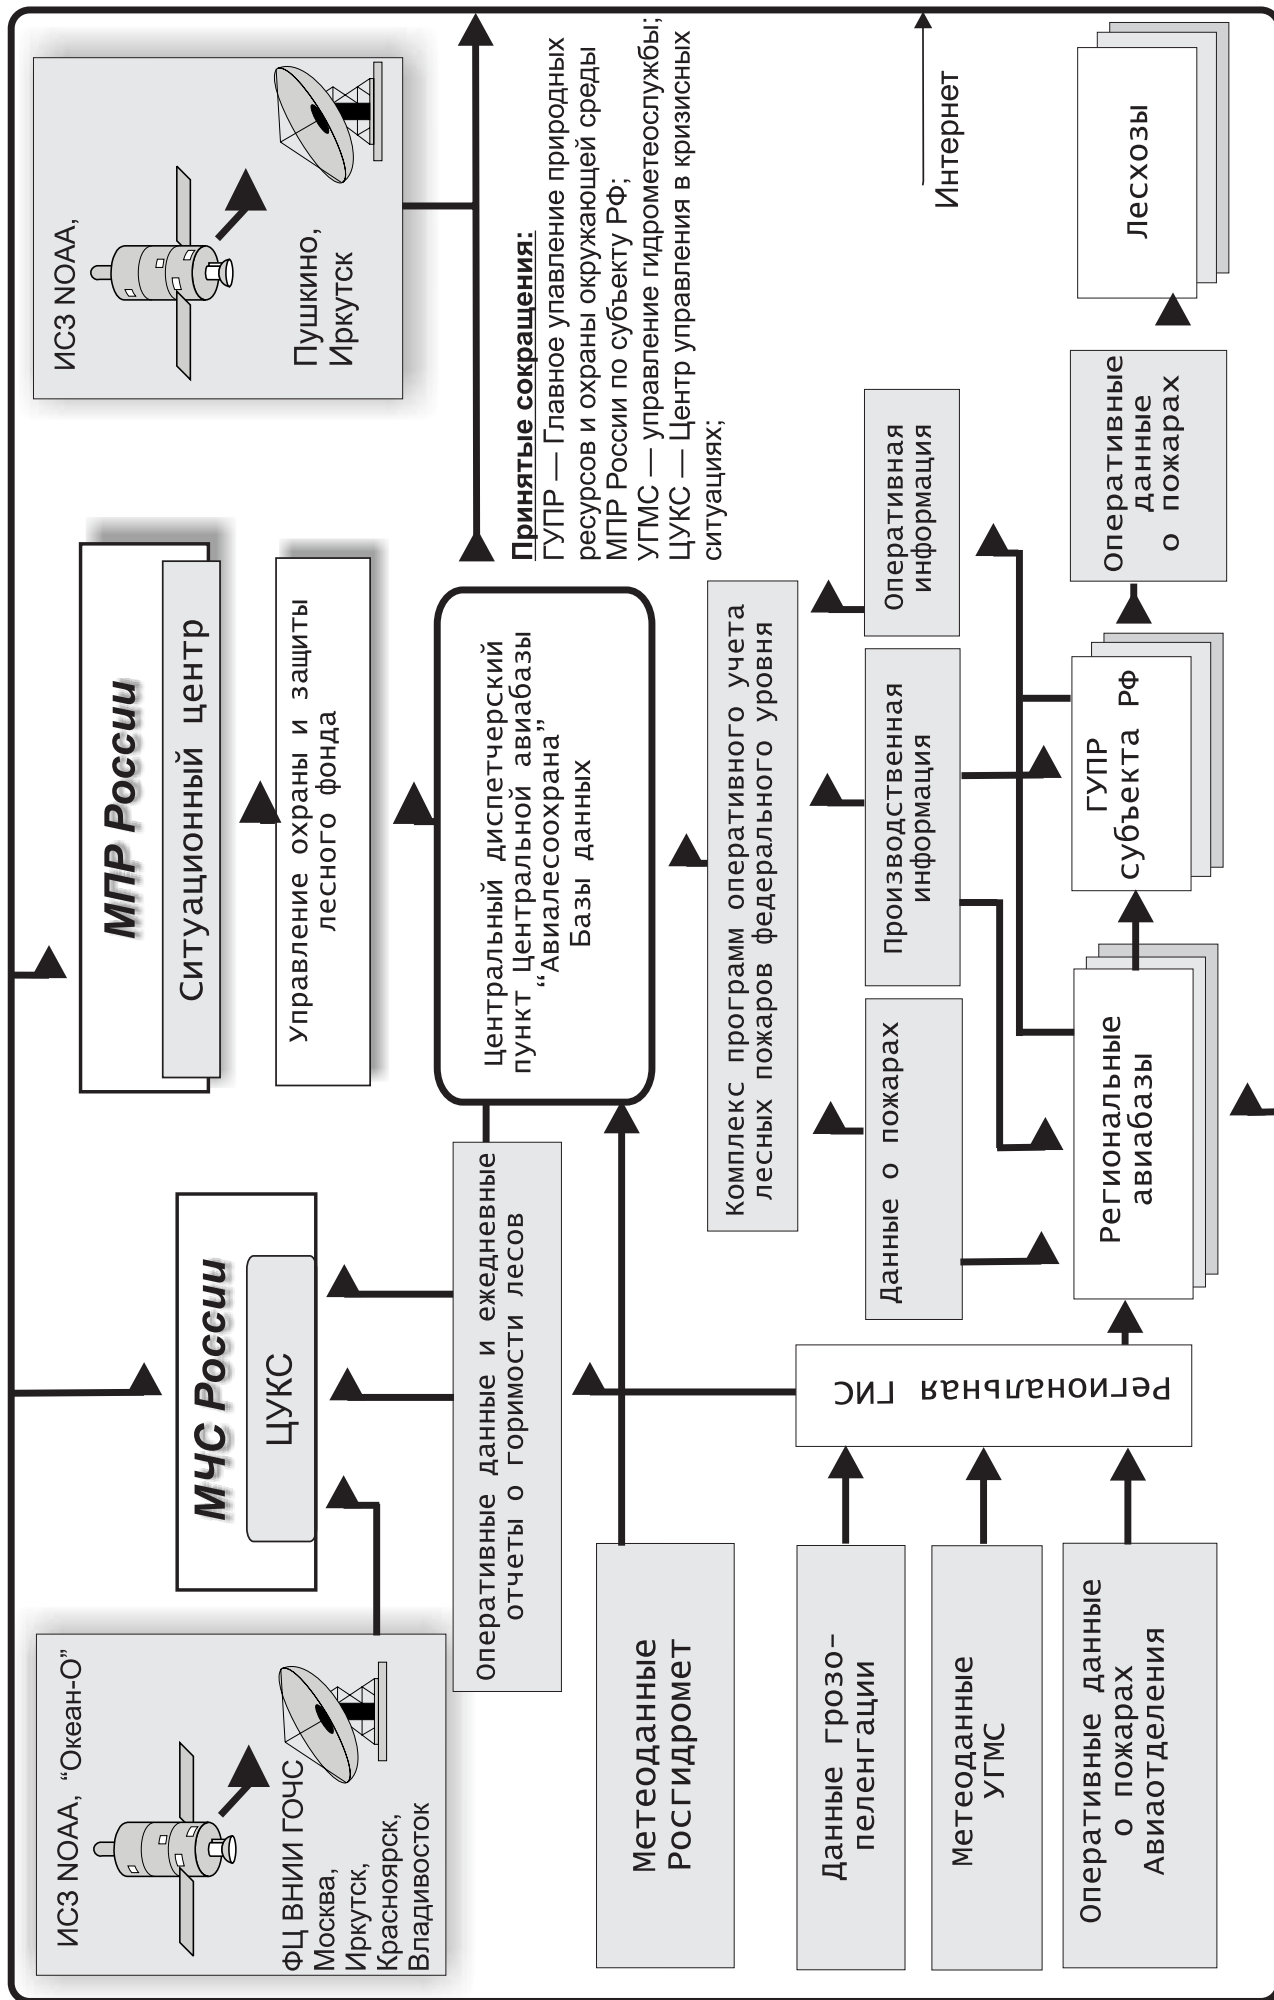 ИСЗ NOAA, “Океан-О”
ФЦ ВНИИ ГОЧС
Москва,
Иркутск,
Красноярск,
Владивосток
МЧС России
ЦУКС
МПР России
Ситуационный центр
Управление охраны и защиты
лесного фонда
ИСЗ NOAA,
Пушкино,
Иркутск
Оперативные данные и ежедневные
отчеты о горимости лесов
Центральный диспетчерский
пункт Центральной авиабазы
“Авиалесоохрана”
Базы данных
Принятые сокращения:
ГУПР — Главное упавление природных
ресурсов и охраны окружающей среды
МПР России по субъекту РФ;
УГМС — управление гидрометеослужбы;
ЦУКС — Центр управления в кризисных
ситуациях;
Метеоданные
Росгидромет
Комплекс программ оперативного учета
лесных пожаров федерального уровня
Данные грозо-
пеленгации
Метеоданные
УГМС
Оперативные данные
о пожарах
Авиаотделения
Региональная ГИС
Данные о пожарах
Производственная
информация
Оперативная
информация
Интернет
Региональные
авиабазы
ГУПР
субъекта РФ
Оперативные
данные
о пожарах
Лесхозы